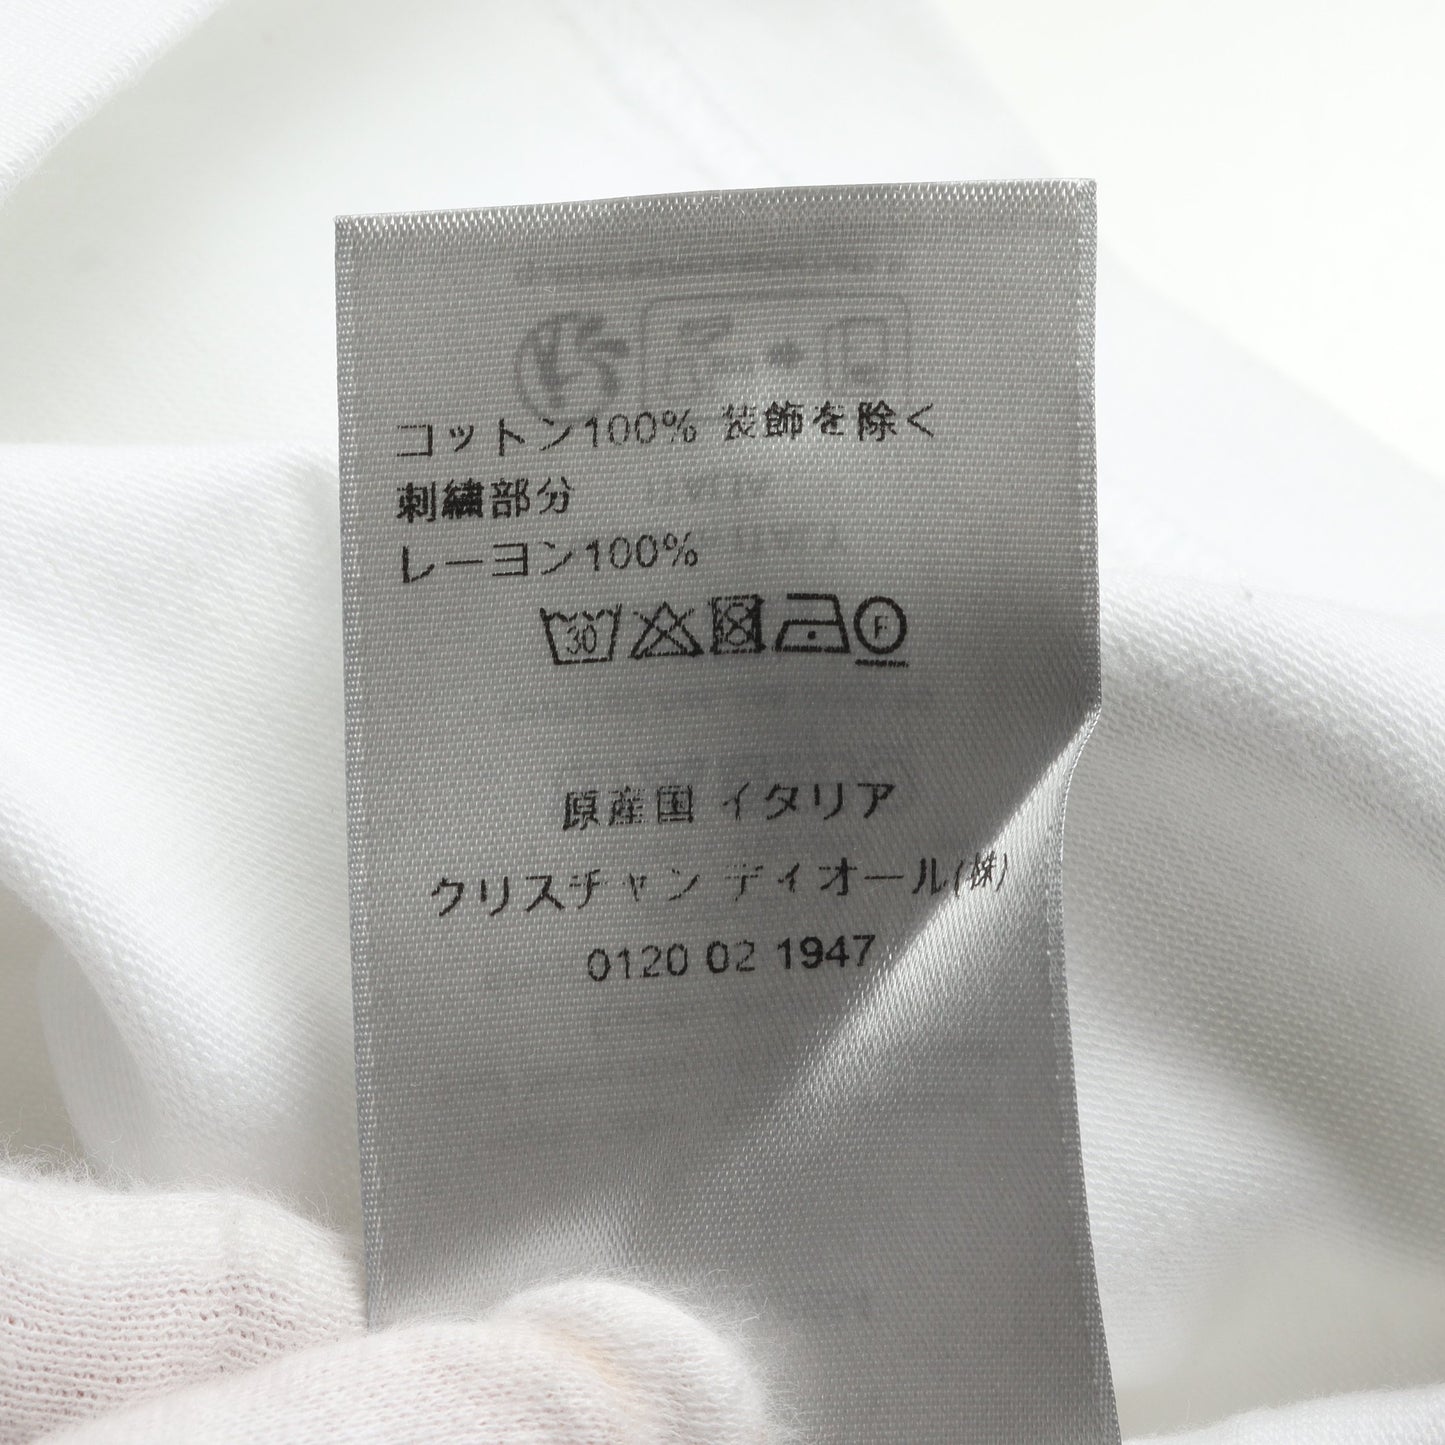 コットン100% 装飾を除く
刺繍部分
レーヨン100%
30 F
原産国 イタリア
クリスチャン ディオール(株)
0120 02 1947